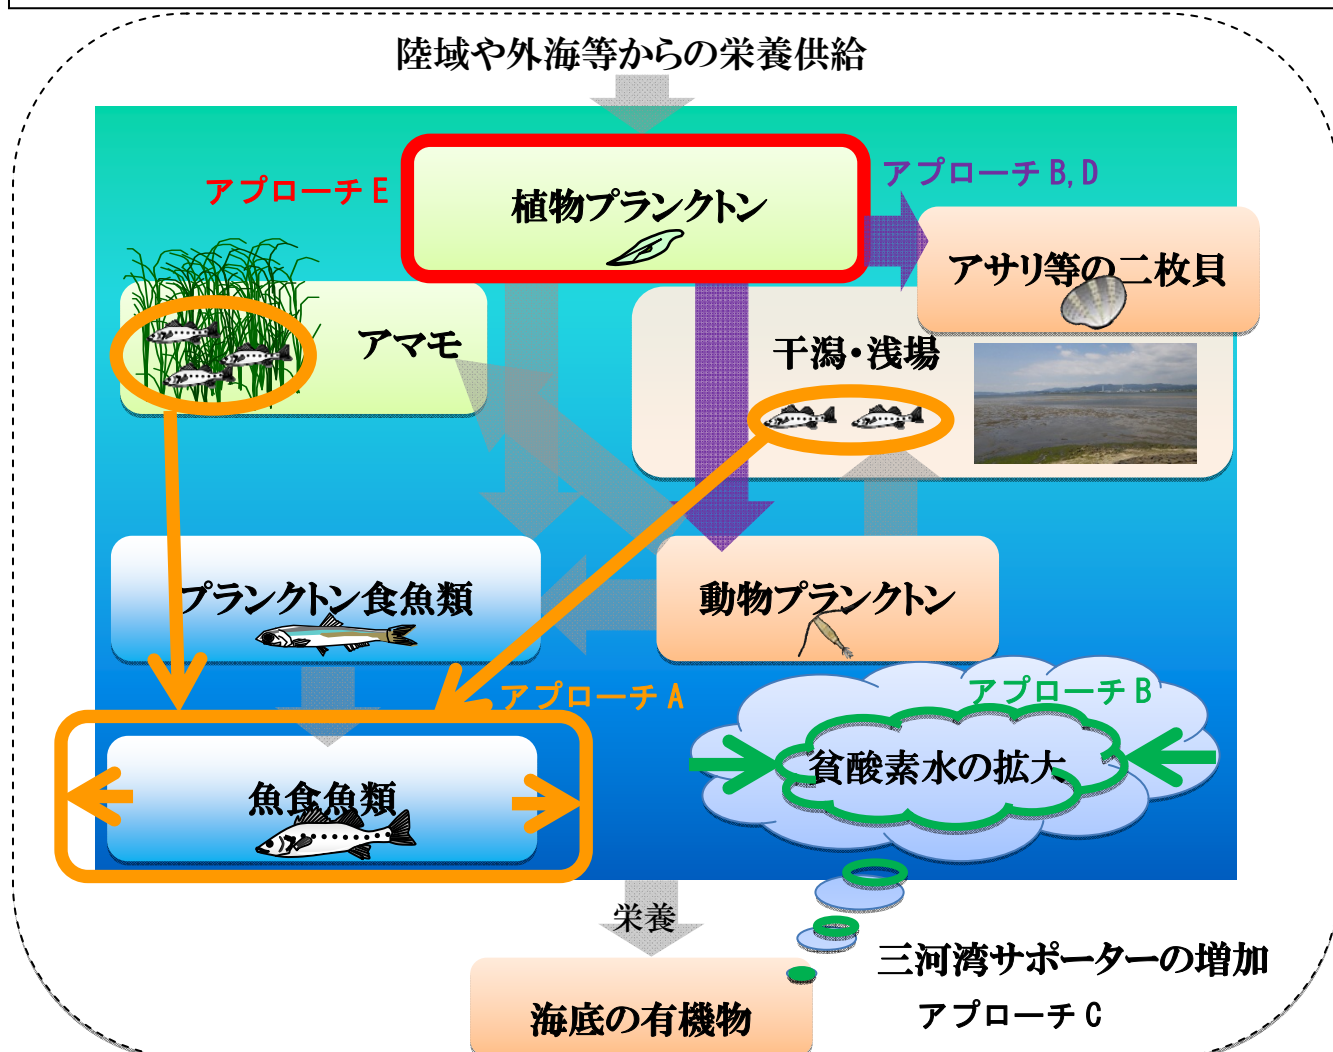 陸域や外海等からの栄養供給
アプローチE
植物プランクトン
アプローチB,D
アサリ等の二枚貝
アマモ
干潟・浅場
プランクトン食魚類
動物プランクトン
アプローチA
アプローチB
貧酸素水の拡大
魚食魚類
栄養
三河湾サポーターの増加
アプローチC
海底の有機物